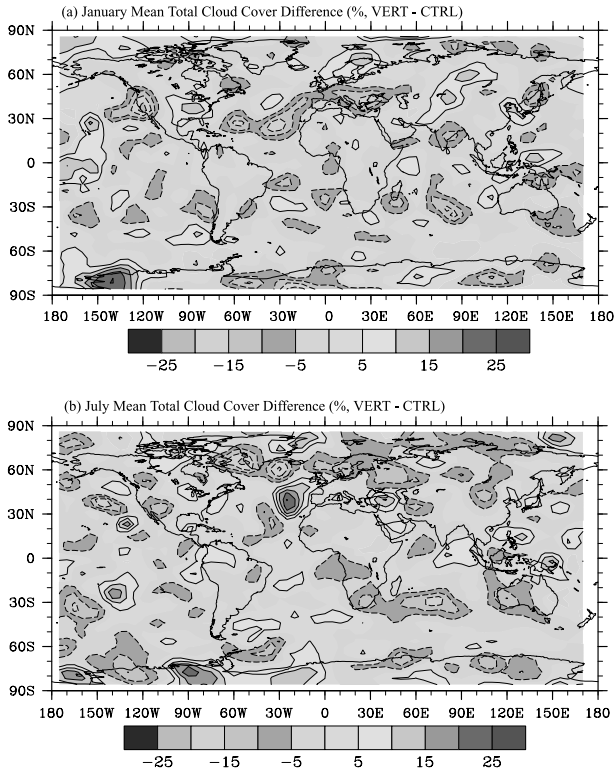 (a) January Mean Total Cloud Cover Difference (%, VERT - CTRL)
90N
60N
30N
0
30S
60S
90S
180 150W 120W 90W 60W 30W 0 30E 60E 90E 120E 150E 180
−25 −15 −5 5 15 25
(b) July Mean Total Cloud Cover Difference (%, VERT - CTRL)
90N
60N
30N
0
30S
60S
90S
180 150W 120W 90W 60W 30W 0 30E 60E 90E 120E 150E 180
−25 −15 −5 5 15 25